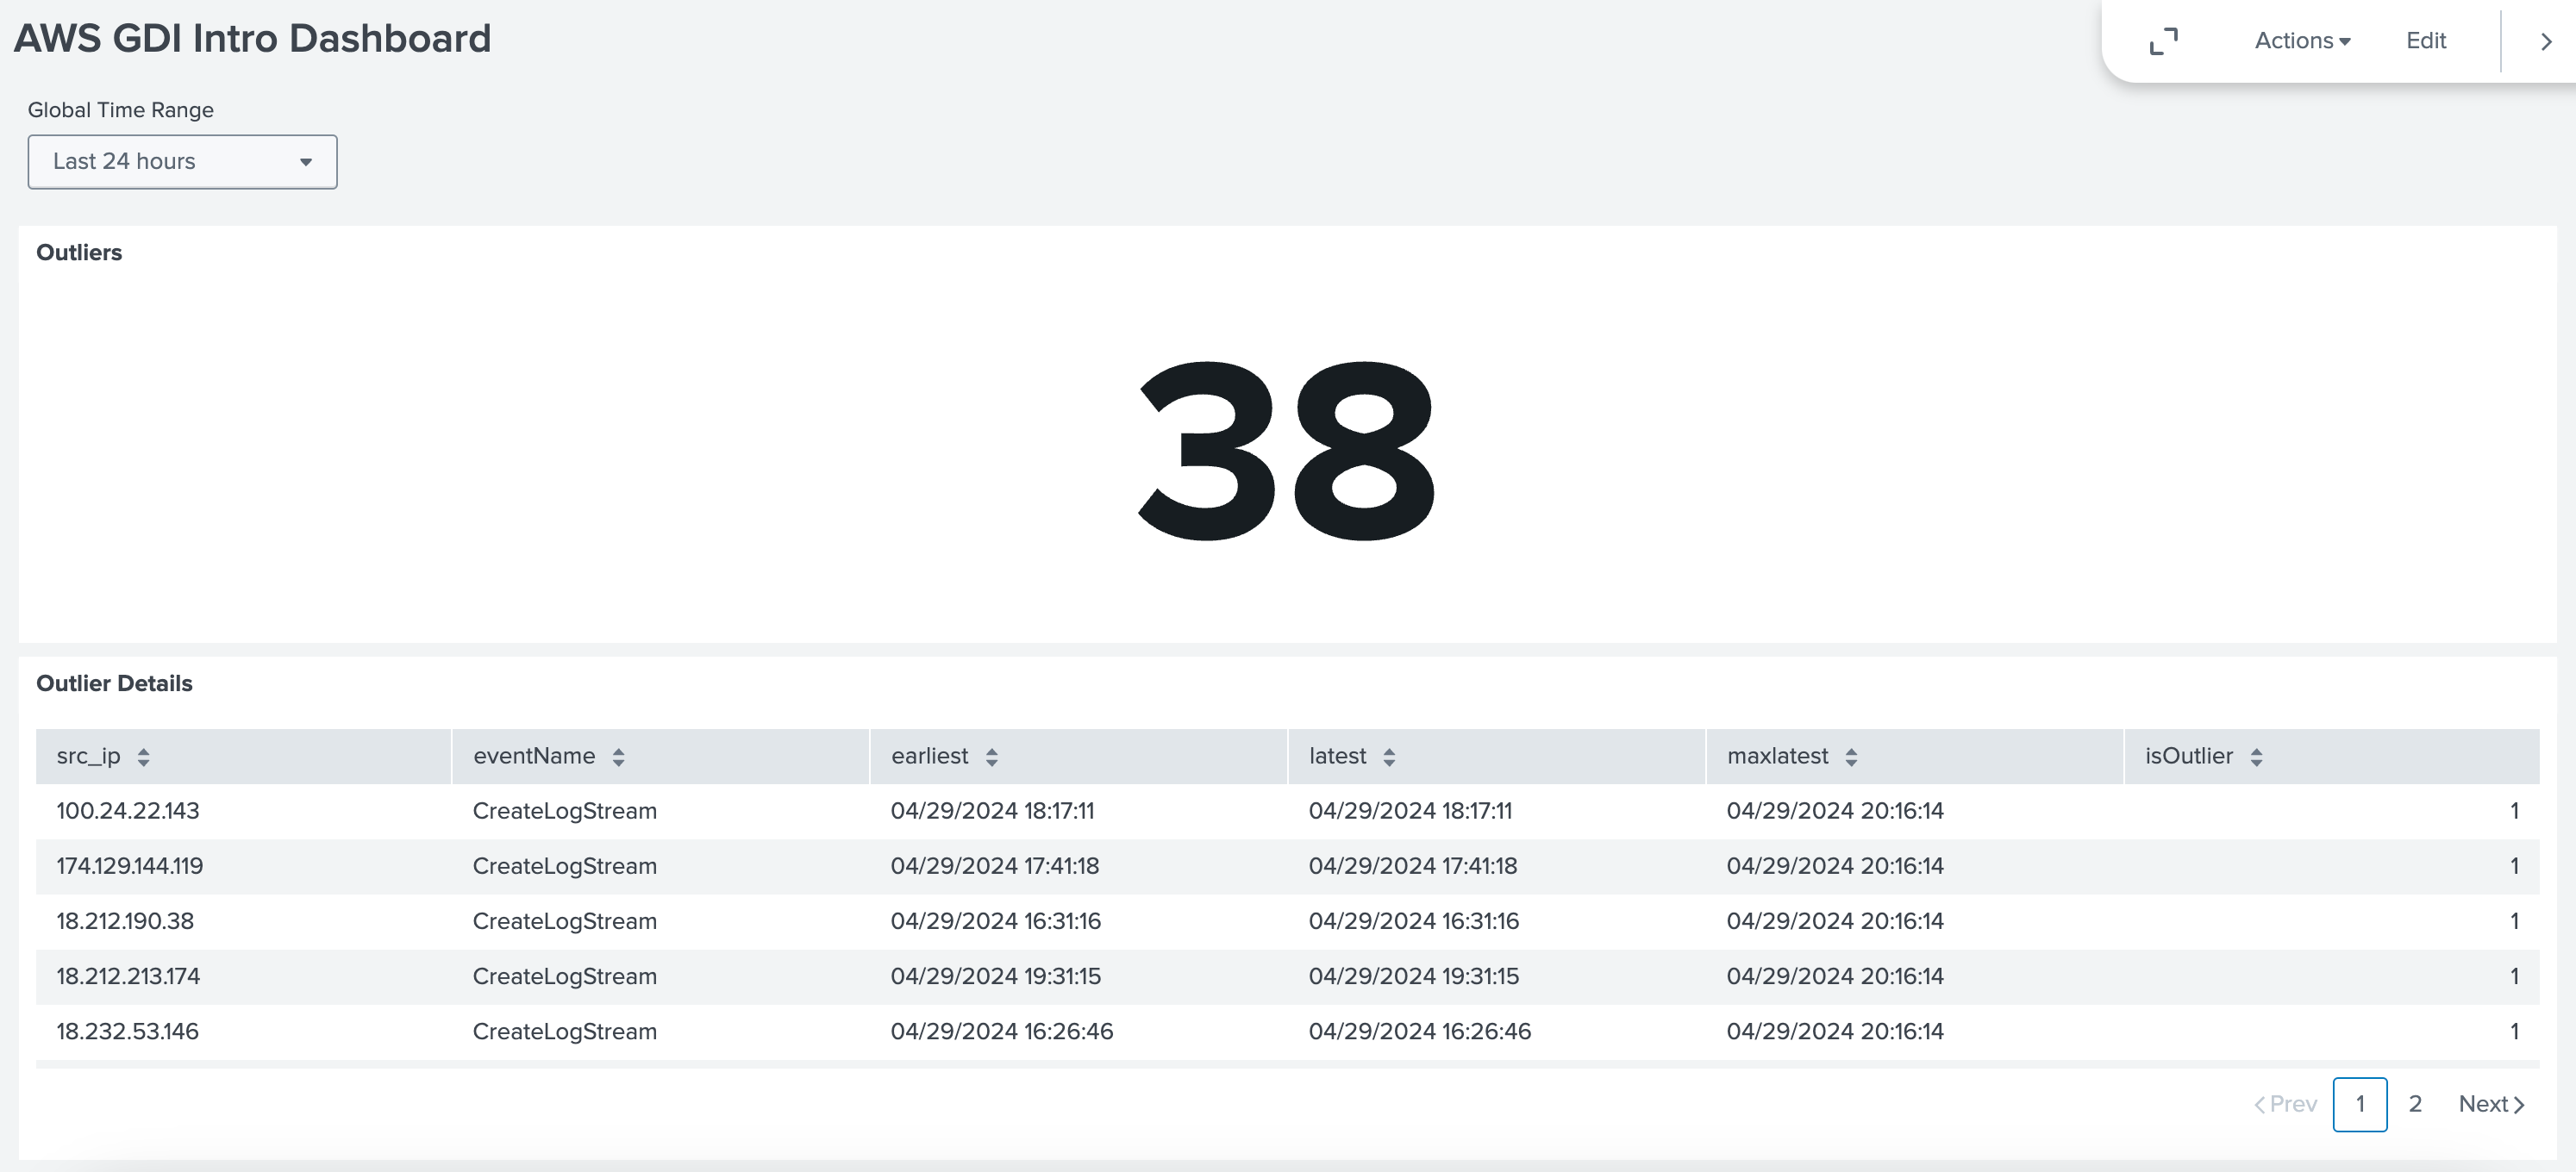 AWS GDI Intro Dashboard
Actions Edit
Global Time Range
Last 24 hours
Outliers
38
Outlier Details
src_ip eventName earliest latest maxlatest isOutlier
100.24.22.143 CreateLogStream 04/29/2024 18:17:11 04/29/2024 18:17:11 04/29/2024 20:16:14 1
174.129.144.119 CreateLogStream 04/29/2024 17:41:18 04/29/2024 17:41:18 04/29/2024 20:16:14 1
18.212.190.38 CreateLogStream 04/29/2024 16:31:16 04/29/2024 16:31:16 04/29/2024 20:16:14 1
18.212.213.174 CreateLogStream 04/29/2024 19:31:15 04/29/2024 19:31:15 04/29/2024 20:16:14 1
18.232.53.146 CreateLogStream 04/29/2024 16:26:46 04/29/2024 16:26:46 04/29/2024 20:16:14 1
Prev 1 2 Next